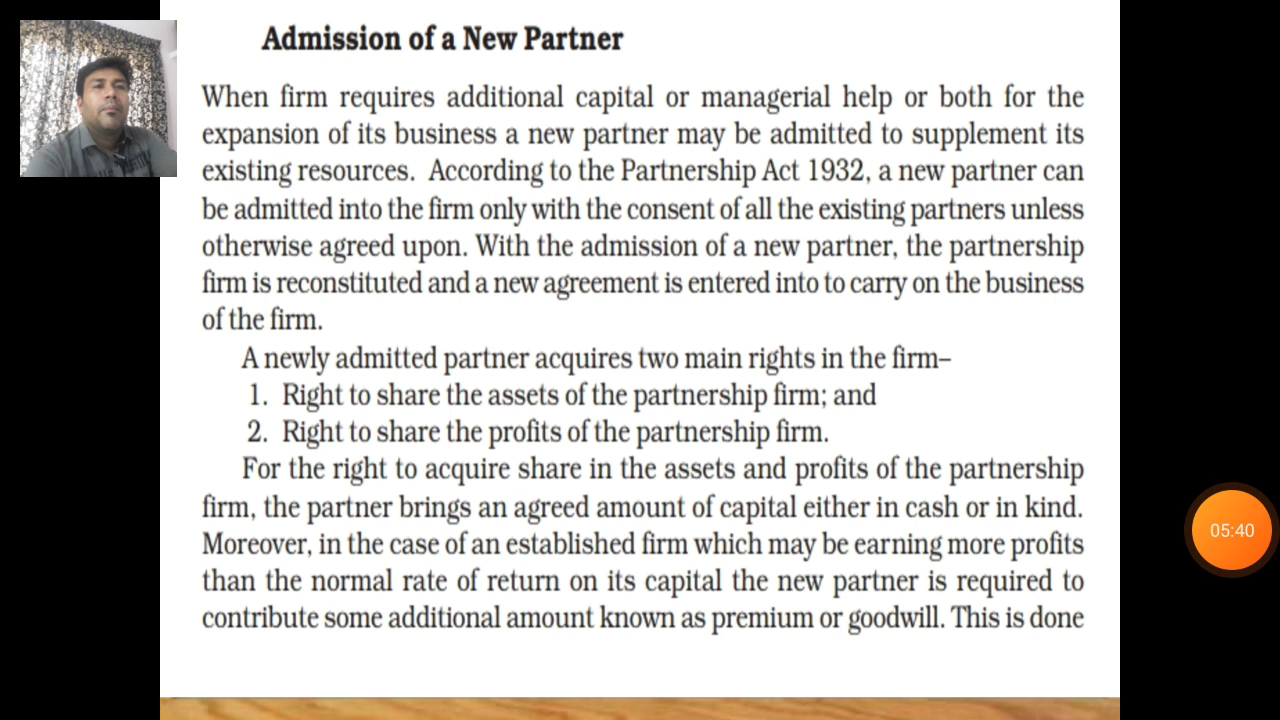 Admission of a New Partner
When firm requires additional capital or managerial help or both for the
expansion of its business a new partner may be admitted to supplement its
existing resources. According to the Partnership Act 1932, a new partner can
be admitted into the firm only with the consent of all the existing partners unless
otherwise agreed upon. With the admission of a new partner, the partnership
firm is reconstituted and a new agreement is entered into to carry on the business
of the firm.
A newly admitted partner acquires two main rights in the firm–
1. Right to share the assets of the partnership firm; and
2. Right to share the profits of the partnership firm.
For the right to acquire share in the assets and profits of the partnership
firm, the partner brings an agreed amount of capital either in cash or in kind.
Moreover, in the case of an established firm which may be earning more profits
than the normal rate of return on its capital the new partner is required to
contribute some additional amount known as premium or goodwill. This is done
05:40